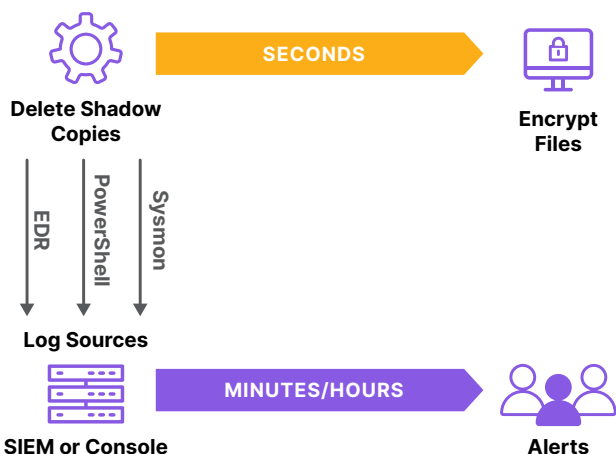 SECONDS
Delete Shadow
Copies
Encrypt
Files
EDR
PowerShell
Sysmon
Log Sources
MINUTES/HOURS
SIEM or Console
Alerts